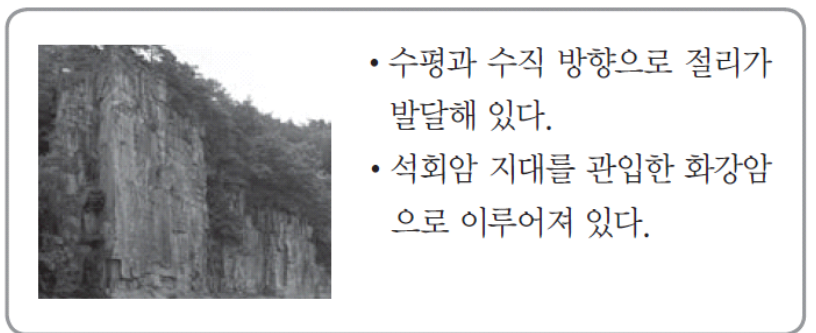 • 수평과 수직 방향으로 절리가
발달해 있다.
• 석회암 지대를 관입한 화강암
으로 이루어져 있다.